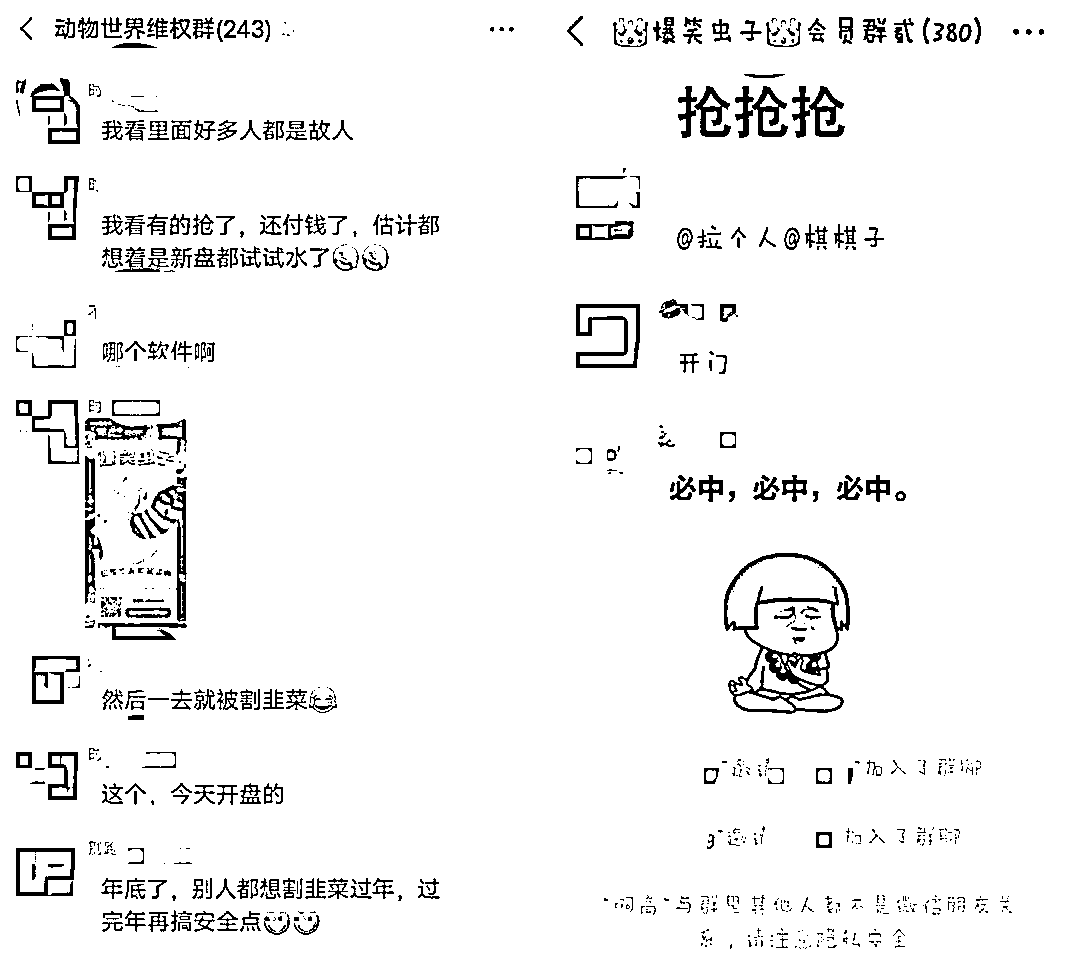 动物世界维权群(243)
我看里面好多人都是故人
我看有的抢了，还付钱了，估计都
想着是新盘都试试水了
哪个软件啊
然后一去就被割韭菜
这个，今天开盘的
年底了，别人都想割韭菜过年，过
完年再搞安全点
爆笑虫子会员群贰(380)
抢抢抢
@拉个人@棋棋子
开门
必中，必中，必中。
邀请 加入了群聊
邀请 加入了群聊
"阿高"与群里其他人都不是微信朋友关
系，请注意隐私安全